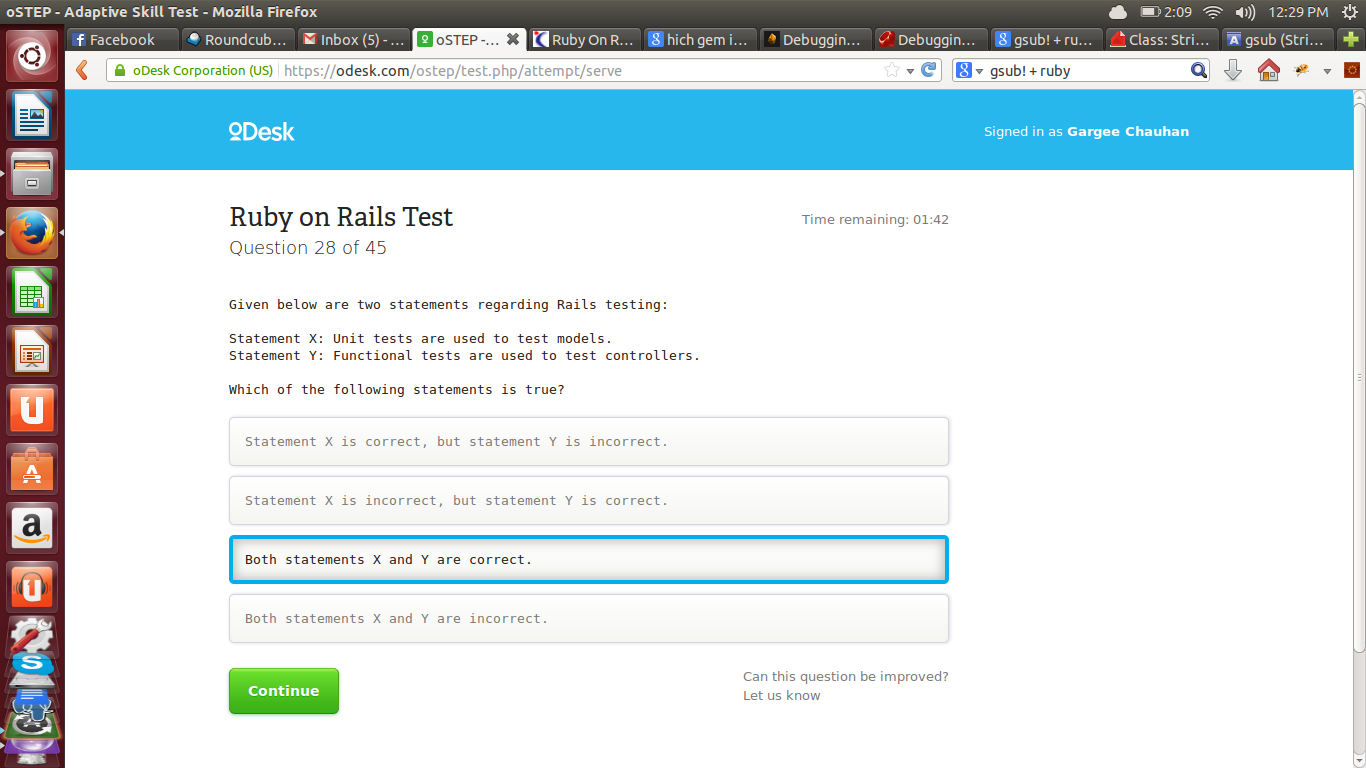 oSTEP - Adaptive Skill Test - Mozilla Firefox
2:09
12:29 PM
Facebook
Roundcub...
Inbox (5) - ...
oSTEP -...
Ruby On R...
hich gem i...
Debuggin...
Debuggin...
gsub! + ru...
Class: Stri...
gsub (Strin...
oDesk Corporation (US)
https://odesk.com/ostep/test.php/attempt/serve
gsub! + ruby
oDesk
Signed in as Gargee Chauhan
Ruby on Rails Test
Time remaining: 01:42
Question 28 of 45
Given below are two statements regarding Rails testing:
Statement X: Unit tests are used to test models.
Statement Y: Functional tests are used to test controllers.
Which of the following statements is true?
Statement X is correct, but statement Y is incorrect.
Statement X is incorrect, but statement Y is correct.
Both statements X and Y are correct.
Both statements X and Y are incorrect.
Continue
Can this question be improved?
Let us know